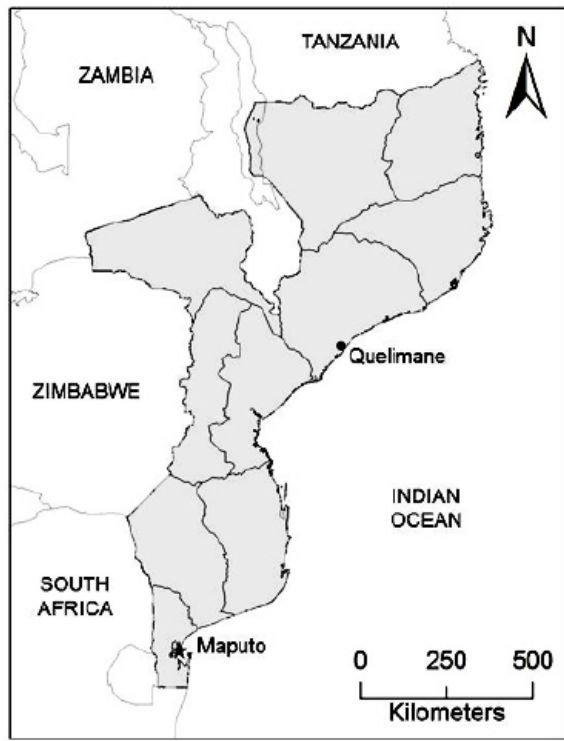 TANZANIA
N
ZAMBIA
Quelimane
ZIMBABWE
INDIAN
OCEAN
SOUTH
AFRICA
Maputo
0 250 500
Kilometers